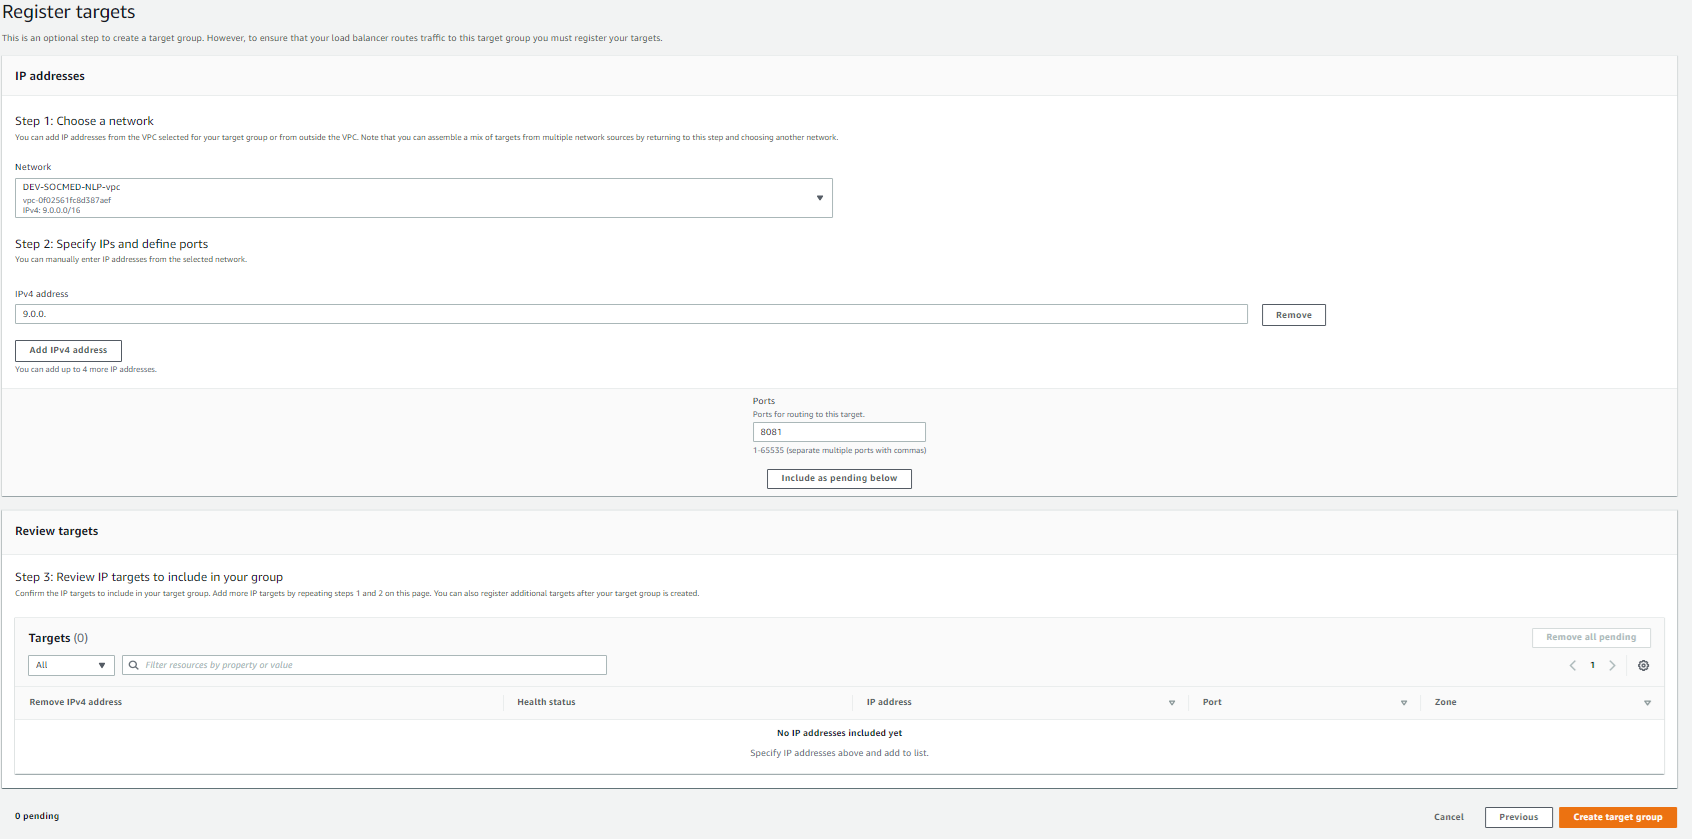 Register targets
This is an optional step to create a target group. However, to ensure that your load balancer routes traffic to this target group you must register your targets.
IP addresses
Step 1: Choose a network
You can add IP addresses from the VPC selected for your target group or from outside the VPC. Note that you can assemble a mix of targets from multiple network sources by returning to this step and choosing another network.
Network
DEV-SOCMED-NLP-vpc
vpc-0f02561fc8d387aef
IPv4: 9.0.0.0/16
Step 2: Specify IPs and define ports
You can manually enter IP addresses from the selected network.
IPv4 address
9.0.0.
Remove
Add IPv4 address
You can add up to 4 more IP addresses.
Ports
Ports for routing to this target.
8081
1-65535 (separate multiple ports with commas)
Include as pending below
Review targets
Step 3: Review IP targets to include in your group
Confirm the IP targets to include in your target group. Add more IP targets by repeating steps 1 and 2 on this page. You can also register additional targets after your target group is created.
Targets (0)
Remove all pending
All
Filter resources by property or value
1
Remove IPv4 address
Health status
IP address
Port
Zone
No IP addresses included yet
Specify IP addresses above and add to list.
0 pending
Cancel
Previous
Create target group